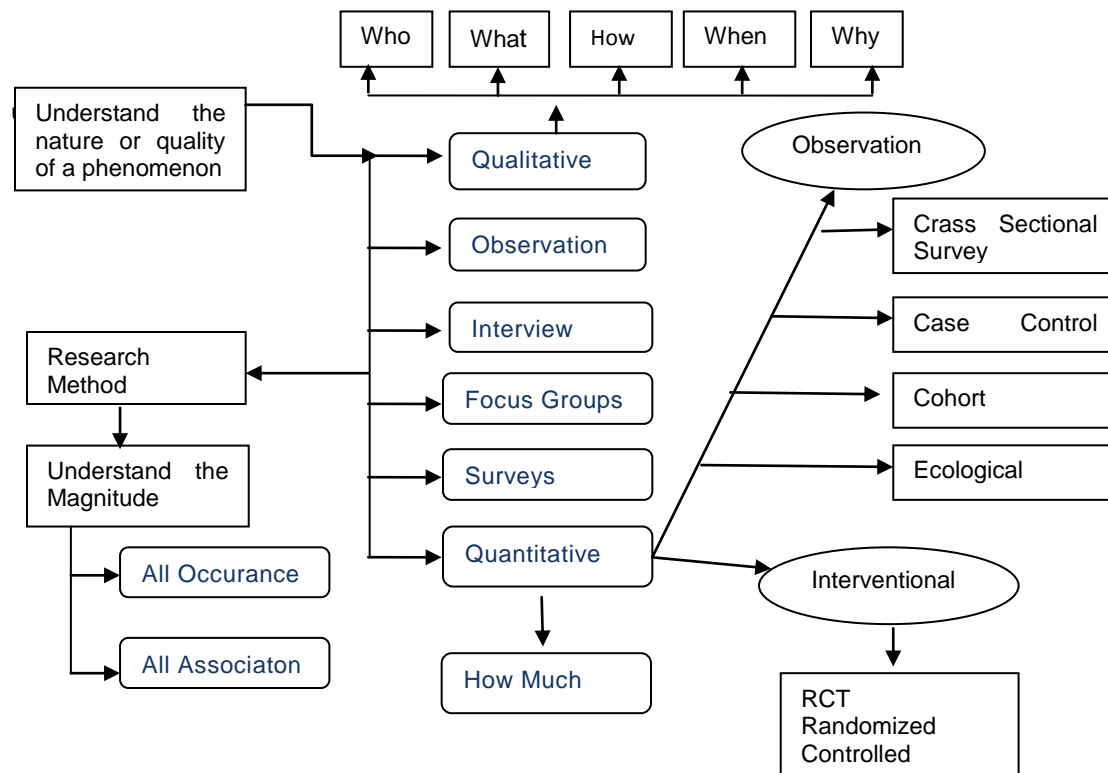 Who
What
How
When
Why
Understand the
nature or quality
of a phenomenon
Qualitative
Observation
Observation
Crass Sectional
Survey
Interview
Case Control
Research
Method
Focus Groups
Cohort
Understand the
Magnitude
Surveys
Ecological
Quantitative
All Occurance
Interventional
All Associaton
How Much
RCT
Randomized
Controlled